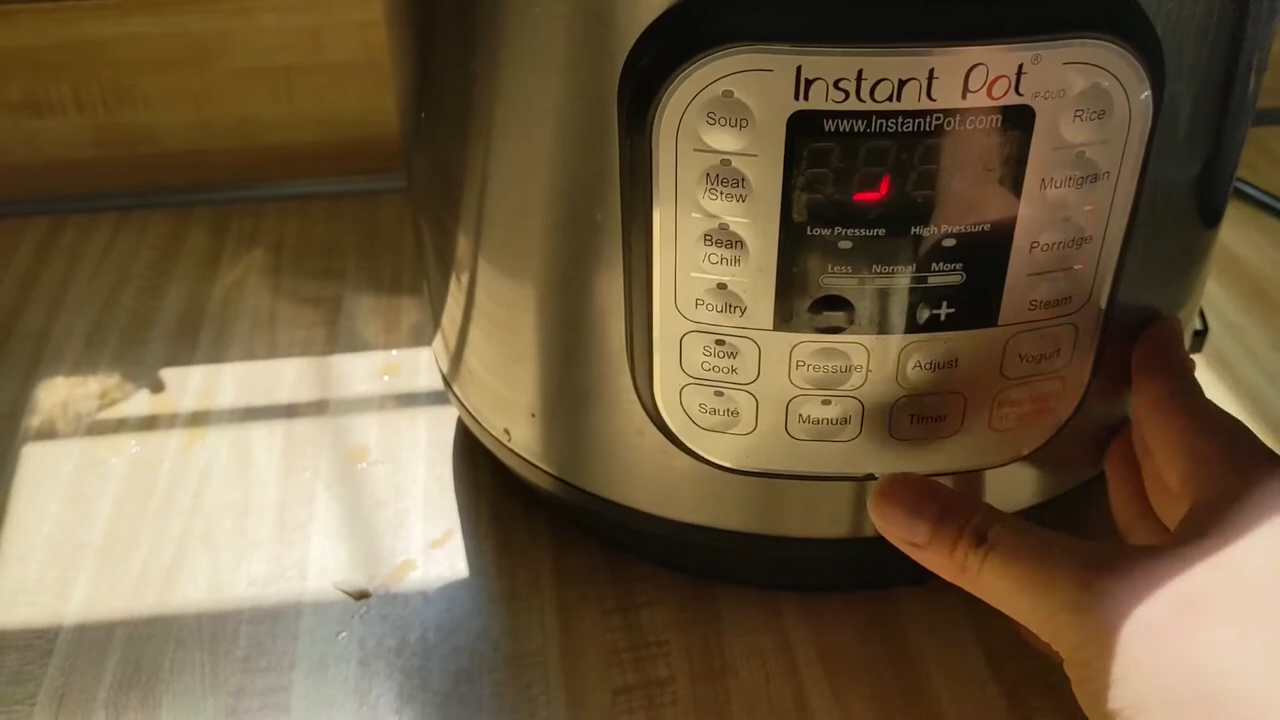 Instant Pot®
IP-DUO
www.InstantPot.com
Soup
Rice
Meat
/Stew
Multigrain
Bean
/Chili
Porridge
Low Pressure
High Pressure
Less
Normal
More
Poultry
-
+
Steam
Slow
Cook
Pressure
Adjust
Yogurt
Sauté
Manual
Timer